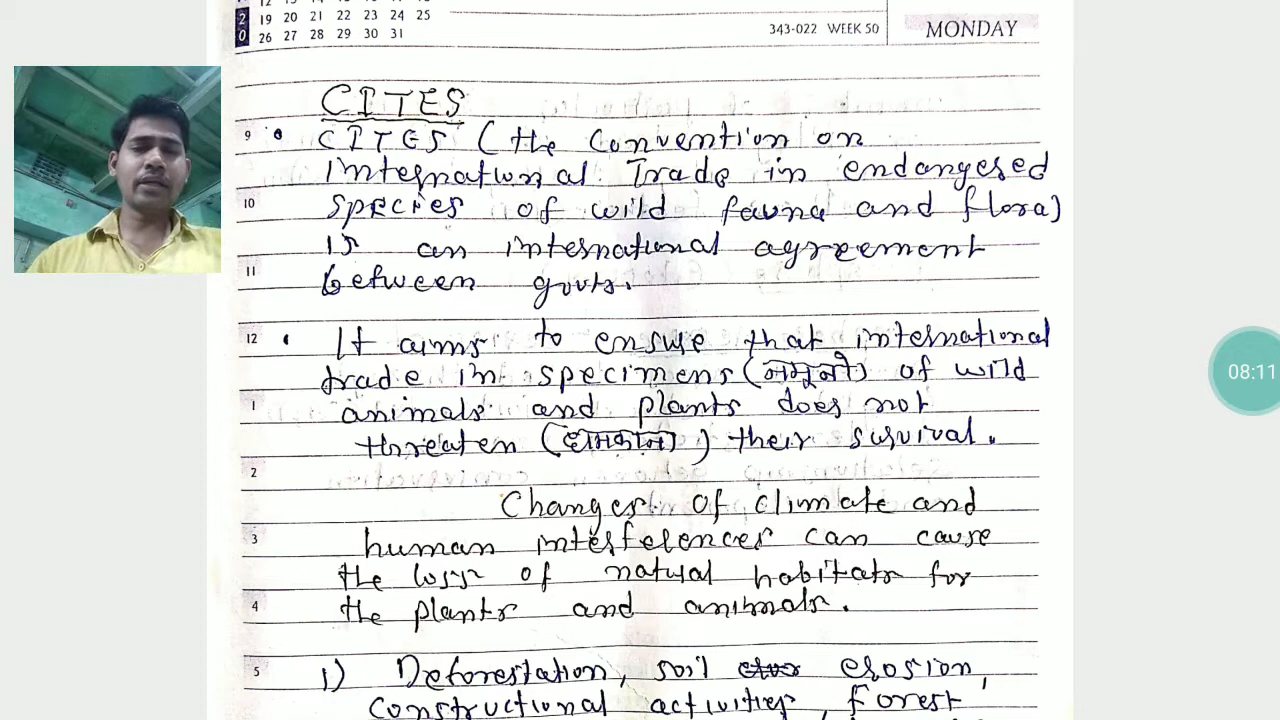 12 13 14 15 16 17 18
2 19 20 21 22 23 24 25
0 26 27 28 29 30 31
343-022 WEEK 50
MONDAY
CITES
9 • CITES (the Convention on
international Trade in endangered
10 species of wild fauna and flora)
is an international agreement
11 between govts.
12 • It aims to ensure that international
trade in specimens (नमूनों) of wild
1 animals and plants does not
threaten (धामकाना) their survival.
2
Changes of climate and
3 human interferences can cause
the loss of natural habitats for
4 the plants and animals.
5 1) Deforestation, soil erosion,
constructional activities, forest
08:11